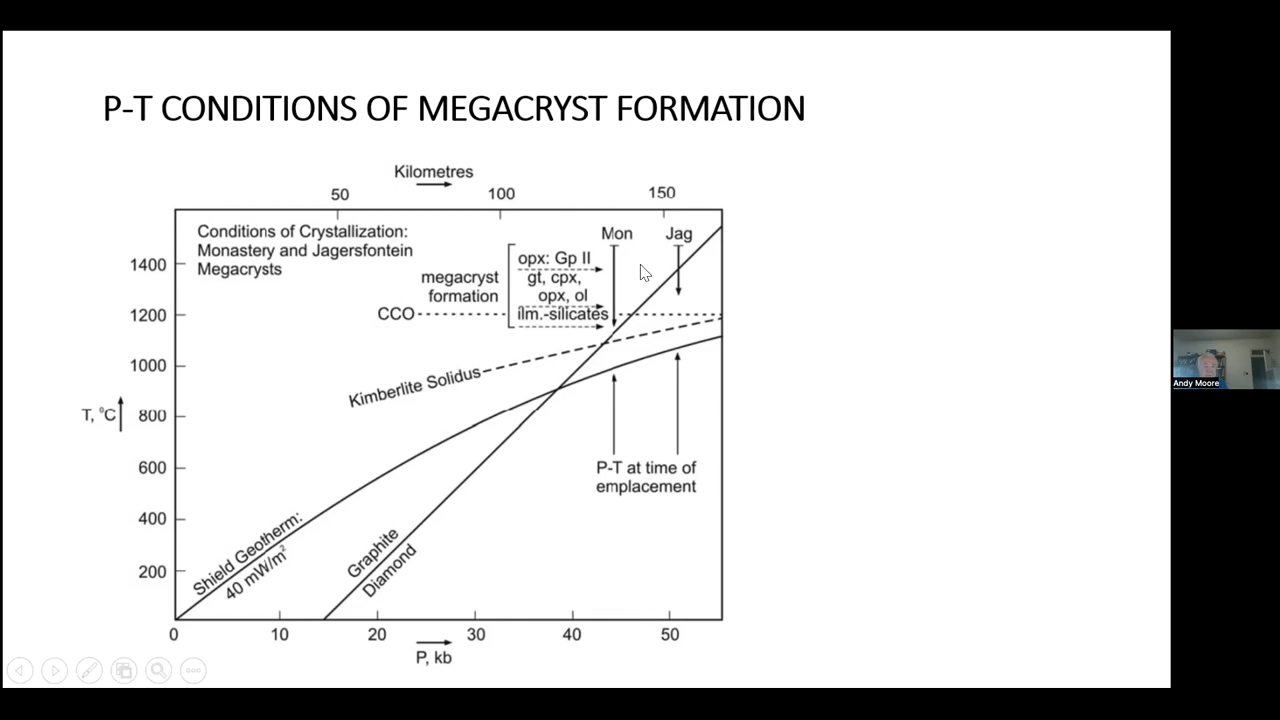 P-T CONDITIONS OF MEGACRYST FORMATION
Kilometres
50 100 150
Conditions of Crystallization:
Monastery and Jagersfontein
Megacrysts
Mon Jag
megacryst
formation
opx: Gp II
gt, cpx,
opx, ol
ilm.-silicates
CCO
Kimberlite Solidus
1400
1200
1000
800
600
400
200
T, °C
P-T at time of
emplacement
Shield Geotherm:
40 mW/m²
Graphite
Diamond
0 10 20 30 40 50
P, kb
Andy Moore